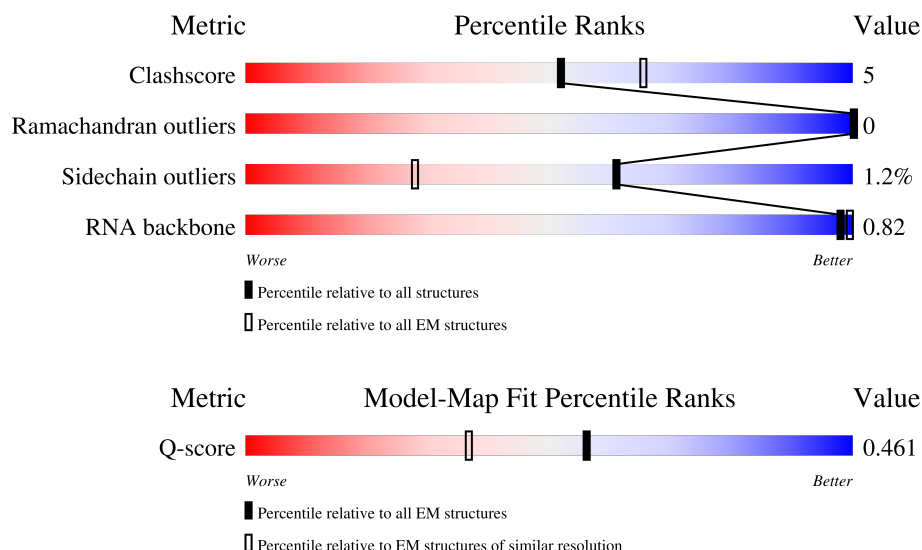 Metric Percentile Ranks Value
Clashscore 5
Ramachandran outliers 0
Sidechain outliers 1.2%
RNA backbone 0.82
Worse Better
Percentile relative to all structures
Percentile relative to all EM structures
Metric Model-Map Fit Percentile Ranks Value
Q-score 0.461
Worse Better
Percentile relative to all EM structures
Percentile relative to EM structures of similar resolution